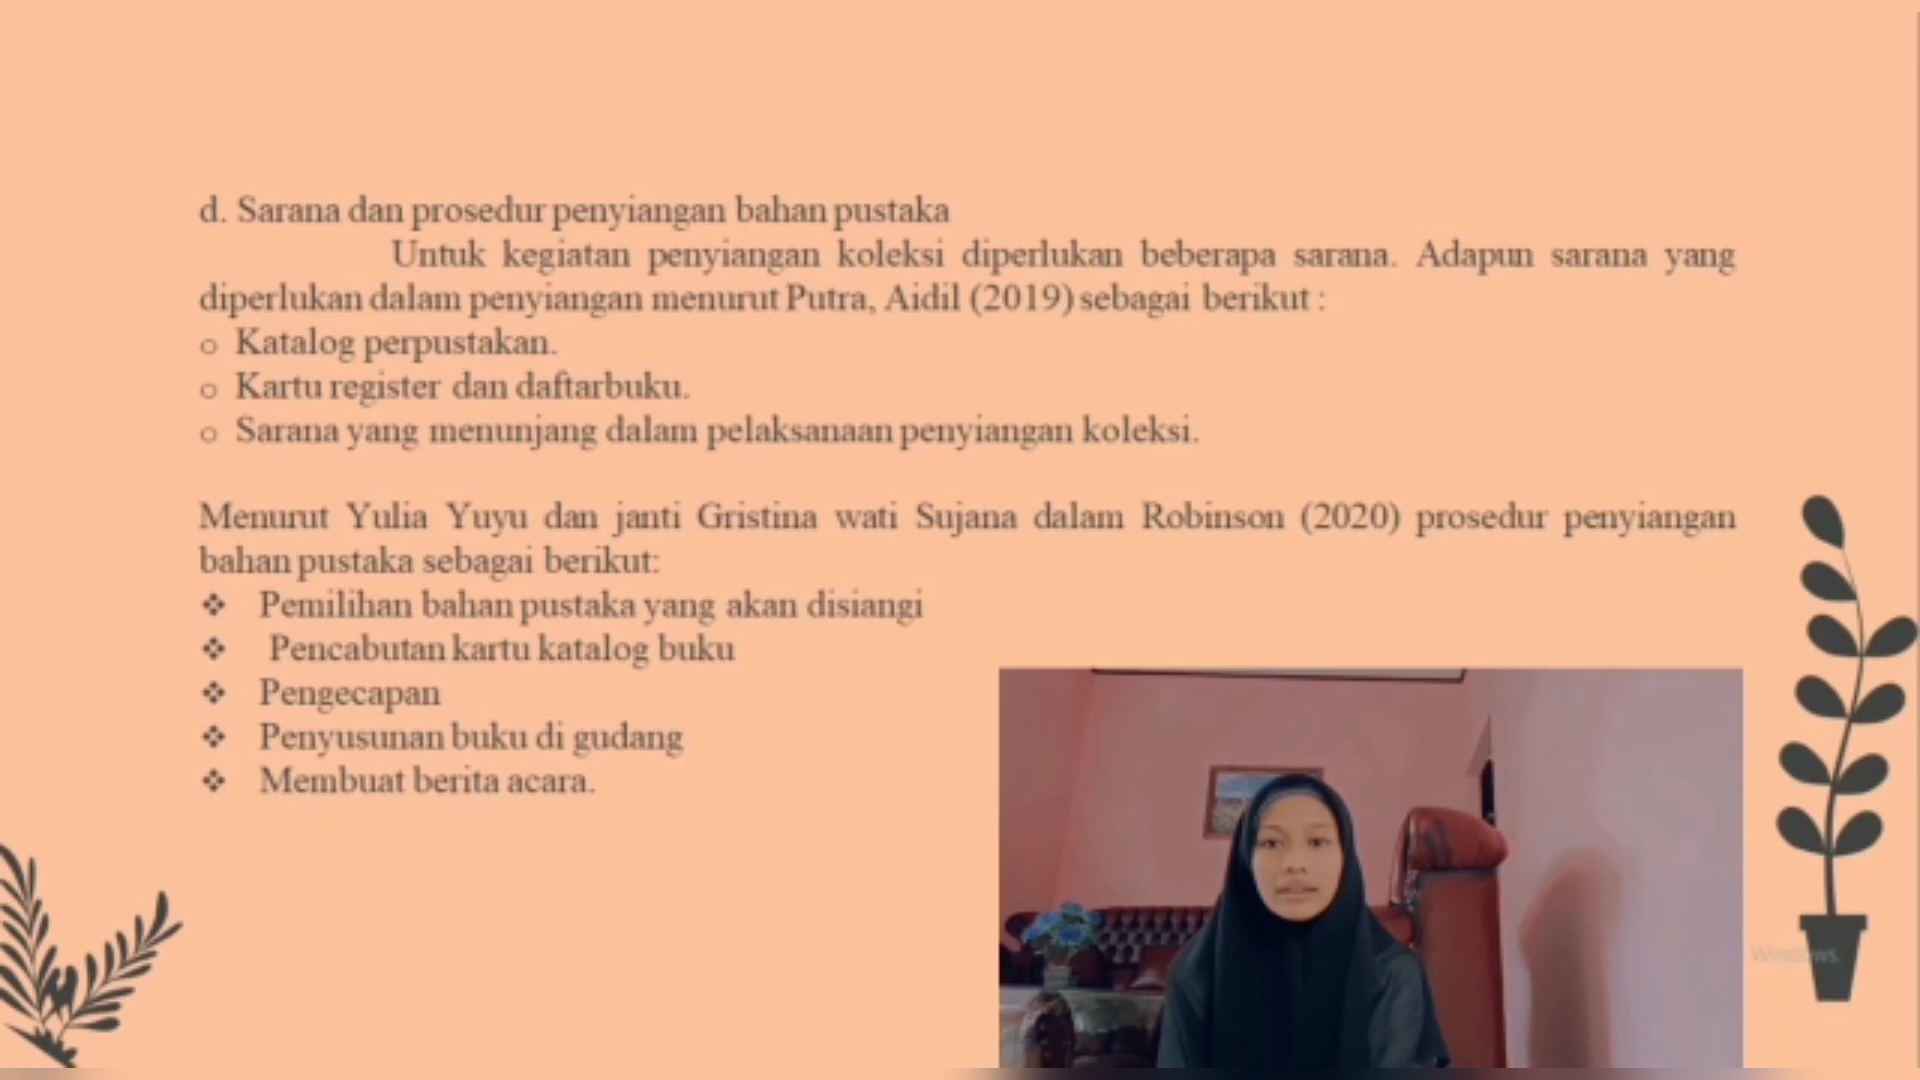 d. Sarana dan prosedur penyiangan bahan pustaka
Untuk kegiatan penyiangan koleksi diperlukan beberapa sarana. Adapun sarana yang
diperlukan dalam penyiangan menurut Putra, Aidil (2019) sebagai berikut :
o Katalog perpustakan.
o Kartu register dan daftarbuku.
o Sarana yang menunjang dalam pelaksanaan penyiangan koleksi.
Menurut Yulia Yuyu dan janti Gristina wati Sujana dalam Robinson (2020) prosedur penyiangan
bahan pustaka sebagai berikut:
❖ Pemilihan bahan pustaka yang akan disiangi
❖ Pencabutan kartu katalog buku
❖ Pengecapan
❖ Penyusunan buku di gudang
❖ Membuat berita acara.
Windows.